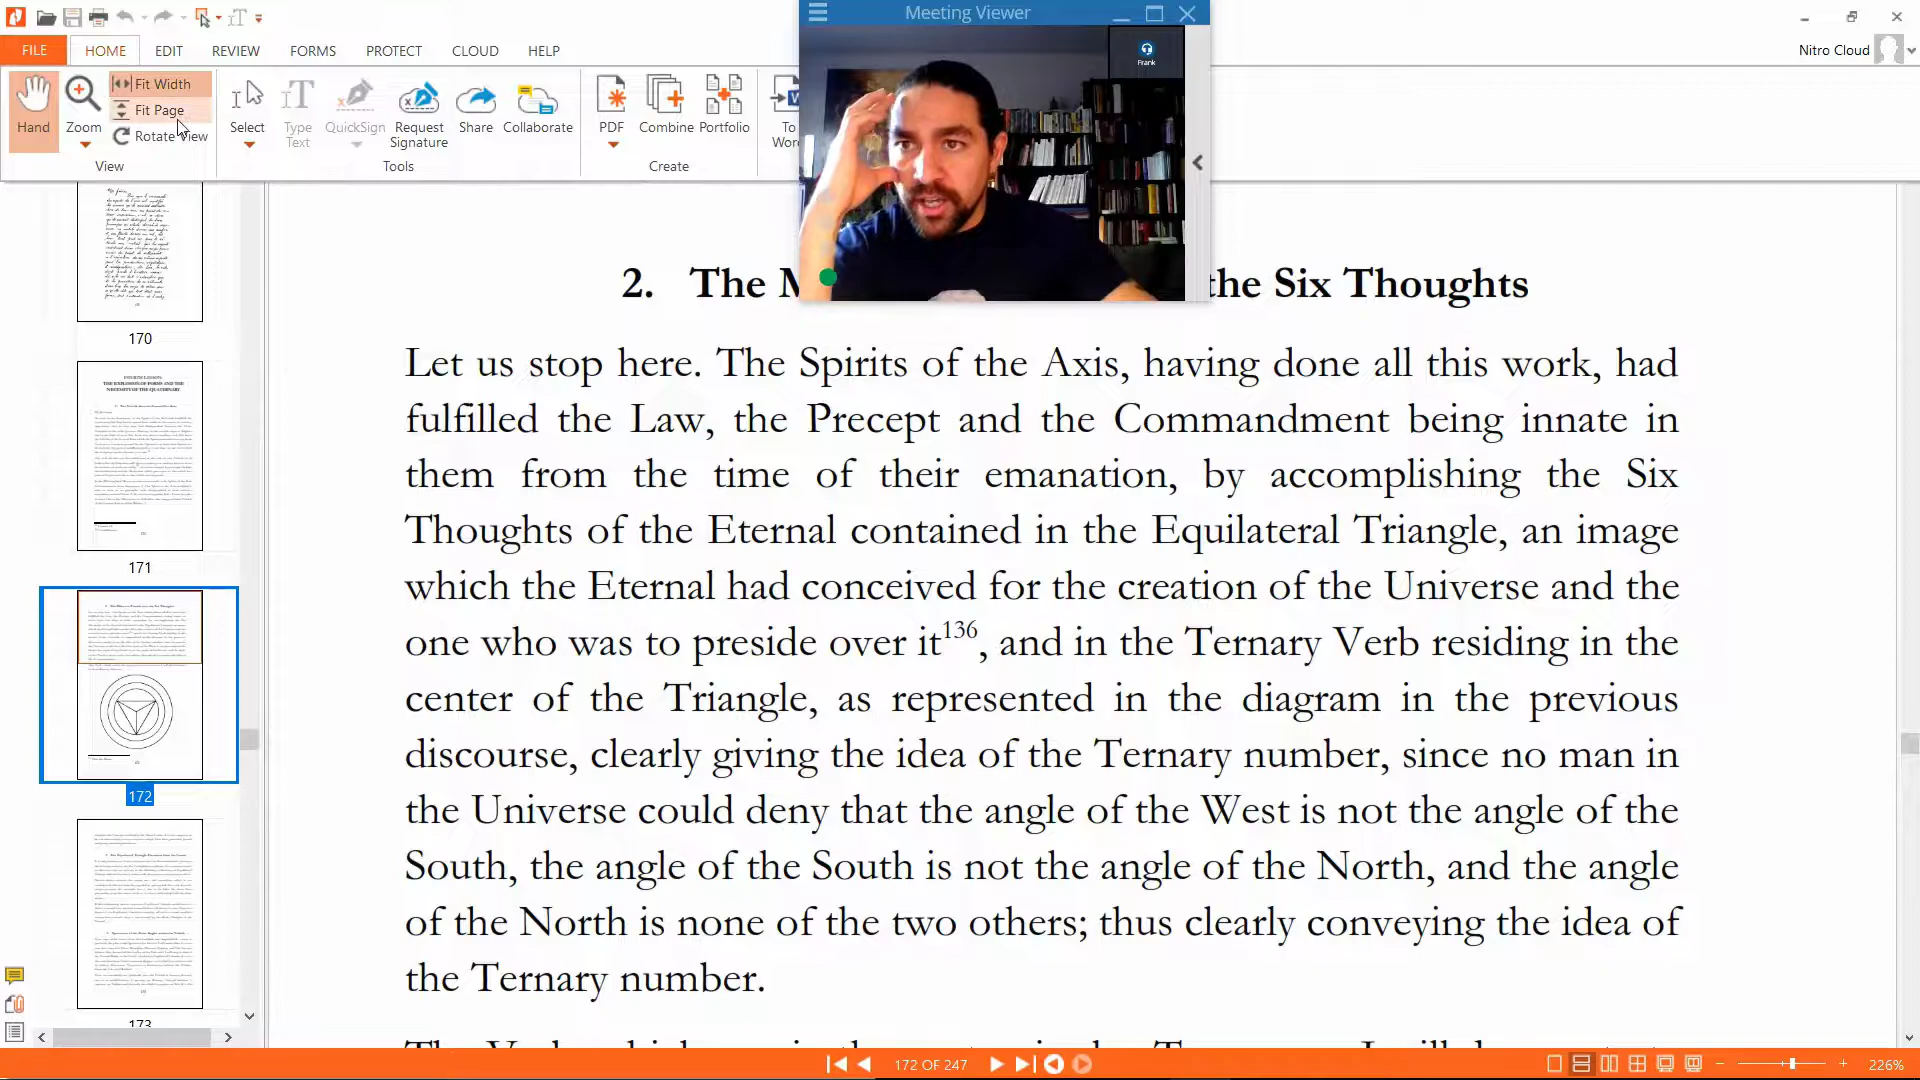 Meeting Viewer
FILE
HOME
EDIT
REVIEW
FORMS
PROTECT
CLOUD
HELP
Nitro Cloud
Frank
Hand
Zoom
Fit Width
Fit Page
Rotate View
View
Select
Type Text
QuickSign
Request Signature
Share
Collaborate
Tools
PDF
Combine
Portfolio
Create
To
Word
170
171
172
173
2. The M
the Six Thoughts
Let us stop here. The Spirits of the Axis, having done all this work, had
fulfilled the Law, the Precept and the Commandment being innate in
them from the time of their emanation, by accomplishing the Six
Thoughts of the Eternal contained in the Equilateral Triangle, an image
which the Eternal had conceived for the creation of the Universe and the
one who was to preside over it136, and in the Ternary Verb residing in the
center of the Triangle, as represented in the diagram in the previous
discourse, clearly giving the idea of the Ternary number, since no man in
the Universe could deny that the angle of the West is not the angle of the
South, the angle of the South is not the angle of the North, and the angle
of the North is none of the two others; thus clearly conveying the idea of
the Ternary number.
172 OF 247
226%